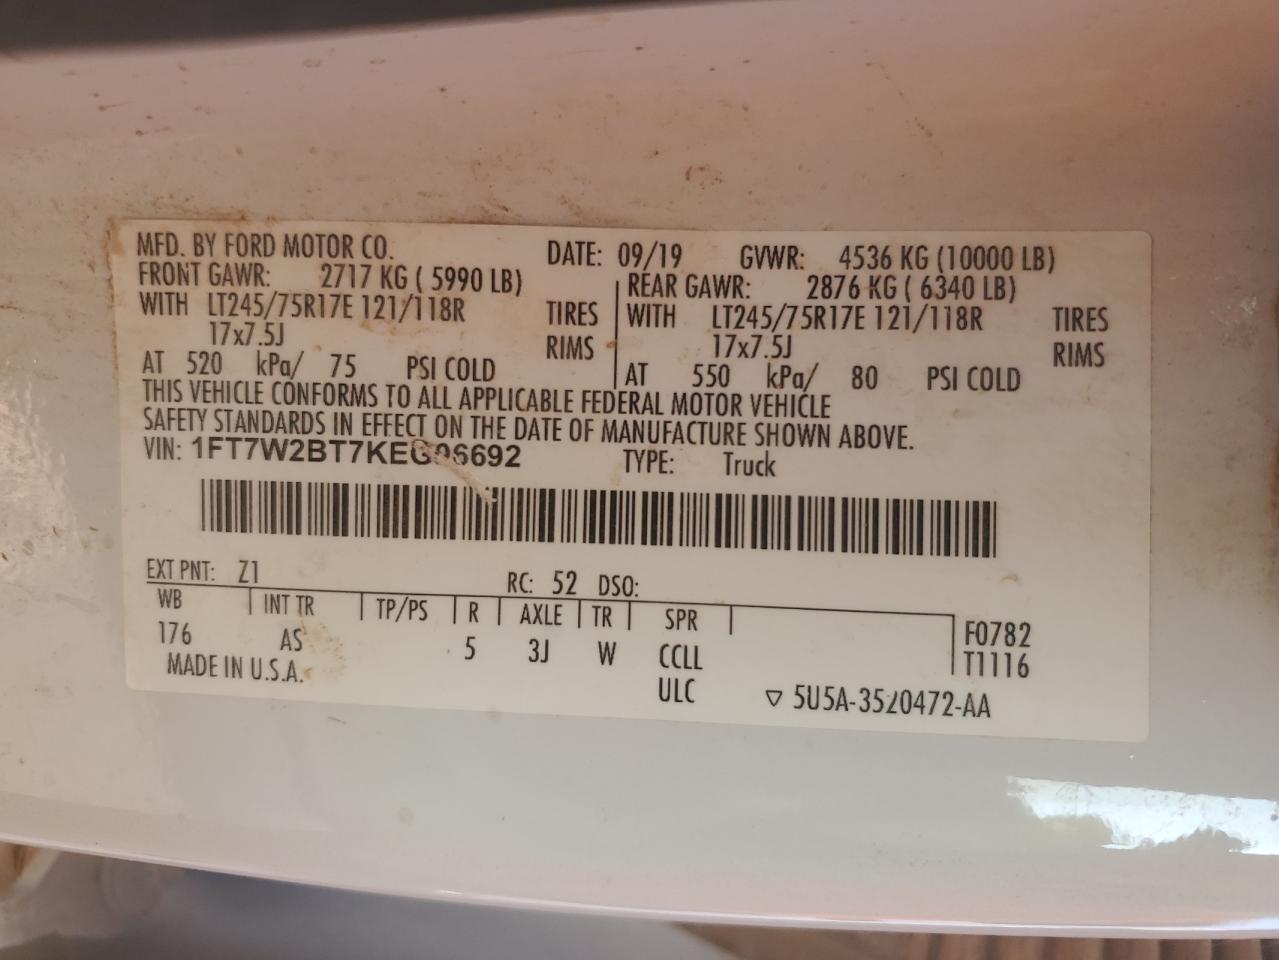 MFD. BY FORD MOTOR CO. DATE: 09/19 GVWR: 4536 KG (10000 LB)
FRONT GAWR: 2717 KG ( 5990 LB) REAR GAWR: 2876 KG ( 6340 LB)
WITH LT245/75R17E 121/118R TIRES WITH LT245/75R17E 121/118R TIRES
17x7.5J RIMS 17x7.5J RIMS
AT 520 kPa/ 75 PSI COLD AT 550 kPa/ 80 PSI COLD
THIS VEHICLE CONFORMS TO ALL APPLICABLE FEDERAL MOTOR VEHICLE
SAFETY STANDARDS IN EFFECT ON THE DATE OF MANUFACTURE SHOWN ABOVE.
VIN: 1FT7W2BT7KEG06692 TYPE: Truck
EXT PNT: Z1 RC: 52 DSO:
WB INT TR TP/PS R AXLE TR SPR F0782
176 AS 5 3J W CCLL T1116
MADE IN U.S.A. ULC ▽ 5U5A-3520472-AA